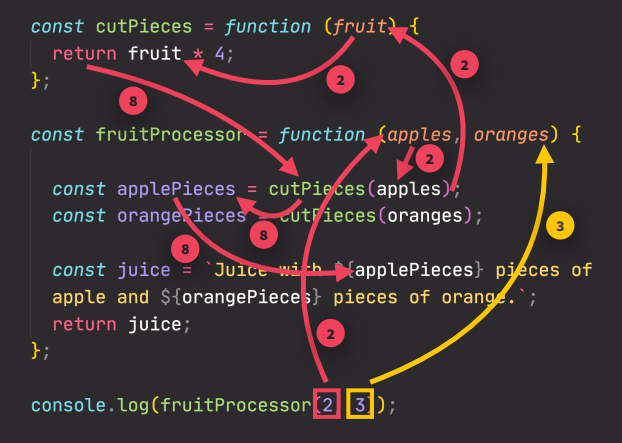 const cutPieces = function (fruit) {
return fruit * 4;
};
const fruitProcessor = function (apples, oranges) {
const applePieces = cutPieces(apples);
const orangePieces = cutPieces(oranges);
const juice = `Juice with ${applePieces} pieces of
apple and ${orangePieces} pieces of orange.`;
return juice;
};
console.log(fruitProcessor(2, 3));
2
2
8
2
8
3
8
2